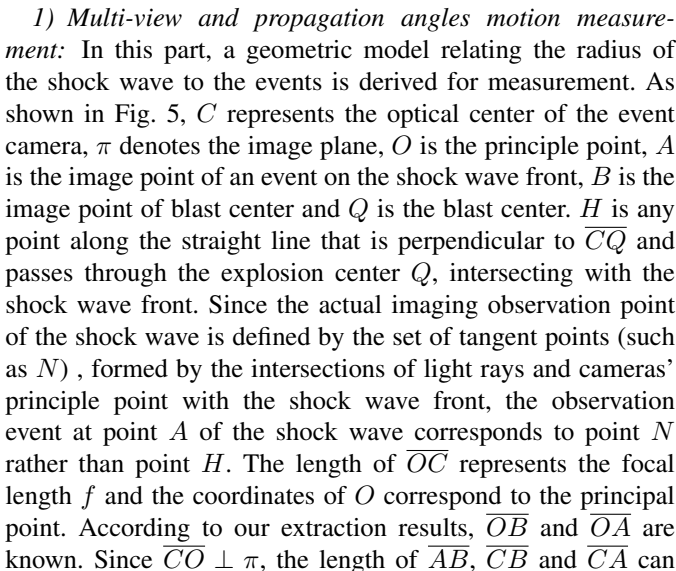 1) Multi-view and propagation angles motion measure-
ment: In this part, a geometric model relating the radius of
the shock wave to the events is derived for measurement. As
shown in Fig. 5, C represents the optical center of the event
camera, π denotes the image plane, O is the principle point, A
is the image point of an event on the shock wave front, B is the
image point of blast center and Q is the blast center. H is any
point along the straight line that is perpendicular to \overline{CQ} and
passes through the explosion center Q, intersecting with the
shock wave front. Since the actual imaging observation point
of the shock wave is defined by the set of tangent points (such
as N) , formed by the intersections of light rays and cameras'
principle point with the shock wave front, the observation
event at point A of the shock wave corresponds to point N
rather than point H. The length of \overline{OC} represents the focal
length f and the coordinates of O correspond to the principal
point. According to our extraction results, \overline{OB} and \overline{OA} are
known. Since \overline{CO} ⊥ π, the length of \overline{AB}, \overline{CB} and \overline{CA} can